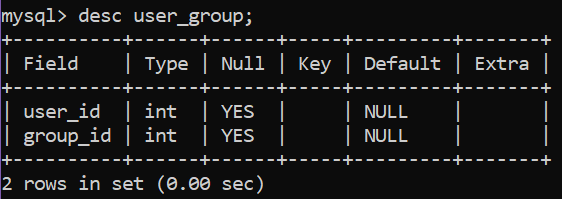 mysql> desc user_group;
+----------+------+------+-----+---------+-------+
| Field    | Type | Null | Key | Default | Extra |
+----------+------+------+-----+---------+-------+
| user_id  | int  | YES  |     | NULL    |       |
| group_id | int  | YES  |     | NULL    |       |
+----------+------+------+-----+---------+-------+
2 rows in set (0.00 sec)